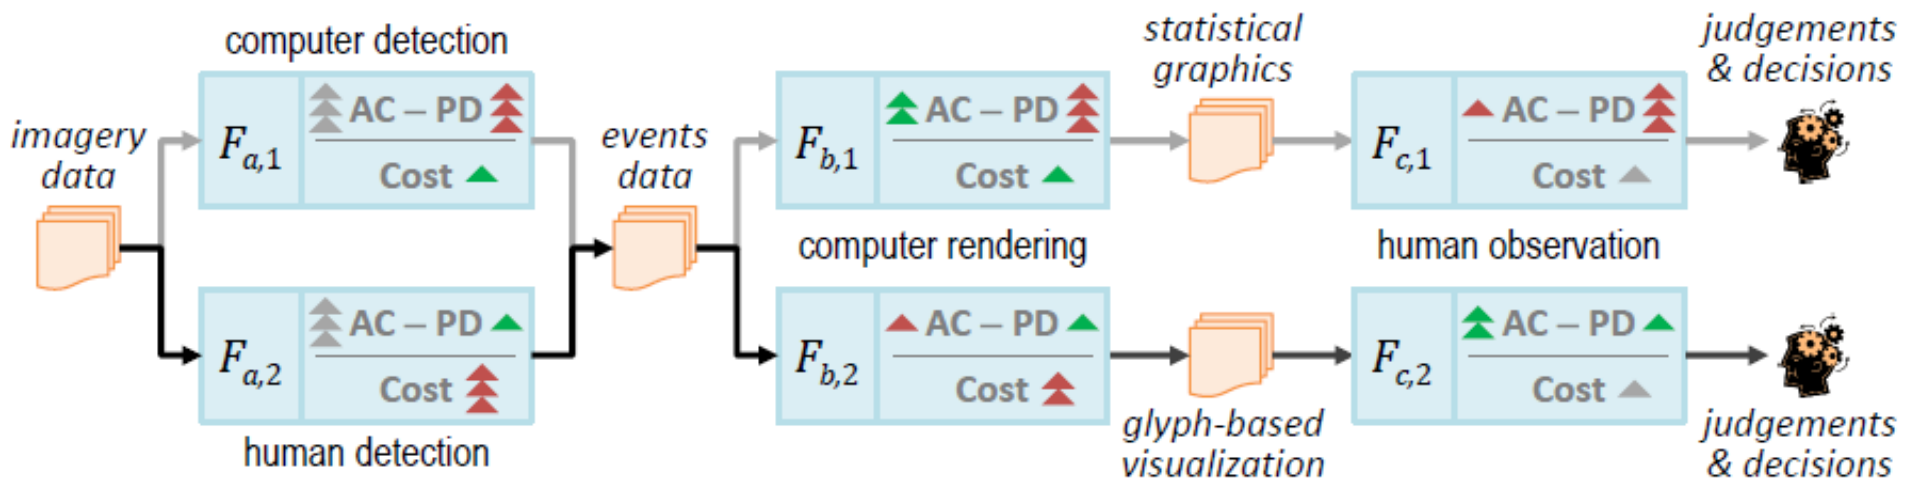 computer detection
imagery
data
F_{a,1}
AC – PD
Cost
F_{a,2}
AC – PD
Cost
human detection
events
data
F_{b,1}
AC – PD
Cost
computer rendering
F_{b,2}
AC – PD
Cost
statistical
graphics
glyph-based
visualization
F_{c,1}
AC – PD
Cost
human observation
F_{c,2}
AC – PD
Cost
judgements
& decisions
judgements
& decisions